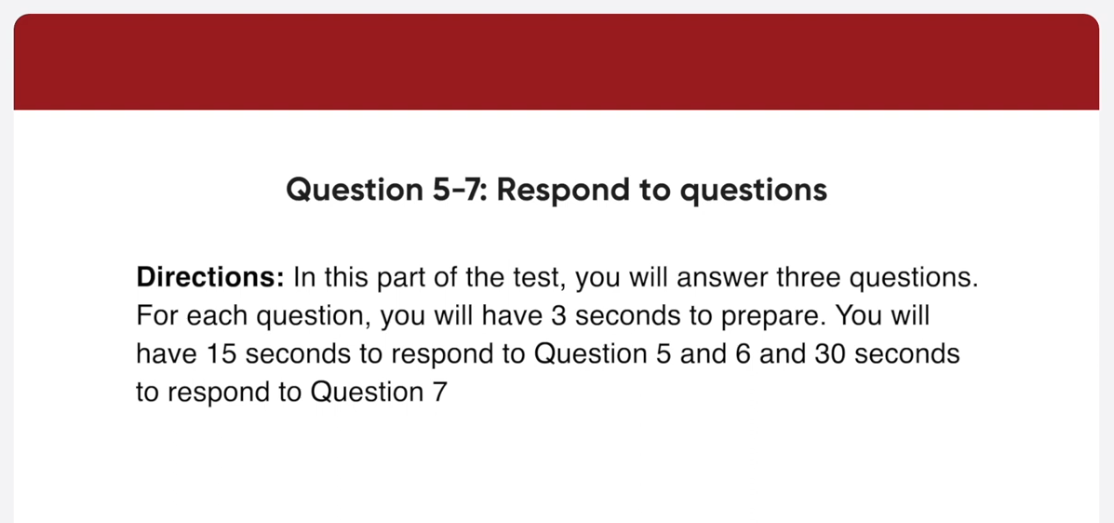 Question 5-7: Respond to questions
Directions: In this part of the test, you will answer three questions.
For each question, you will have 3 seconds to prepare. You will
have 15 seconds to respond to Question 5 and 6 and 30 seconds
to respond to Question 7